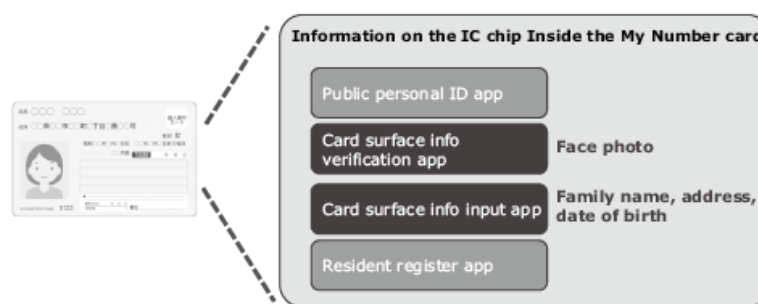 Information on the IC chip Inside the My Number card
Public personal ID app
Card surface info
verification app
Face photo
Card surface info input app
Family name, address,
date of birth
Resident register app